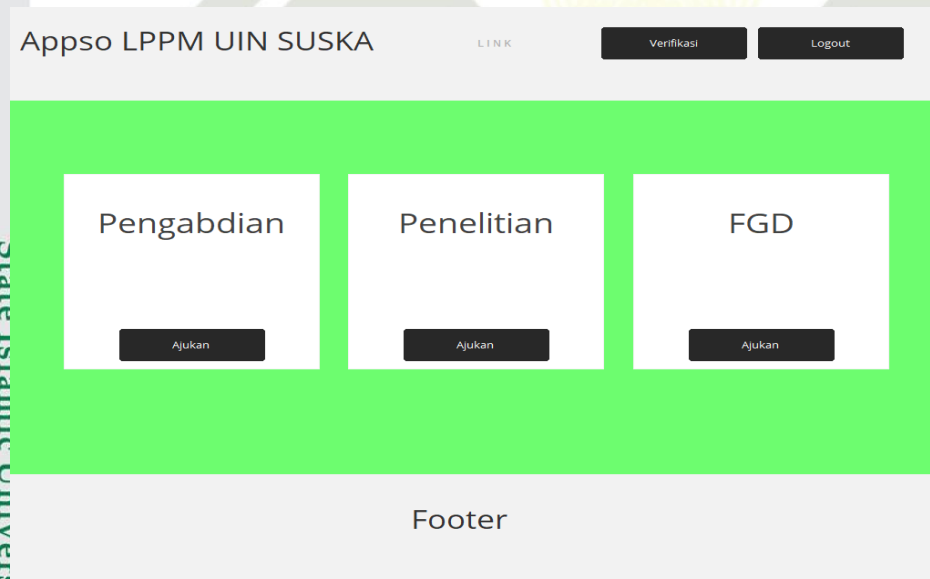 Appso LPPM UIN SUSKA
LINK
Verifikasi
Logout
Pengabdian
Penelitian
FGD
Ajukan
Ajukan
Ajukan
Footer